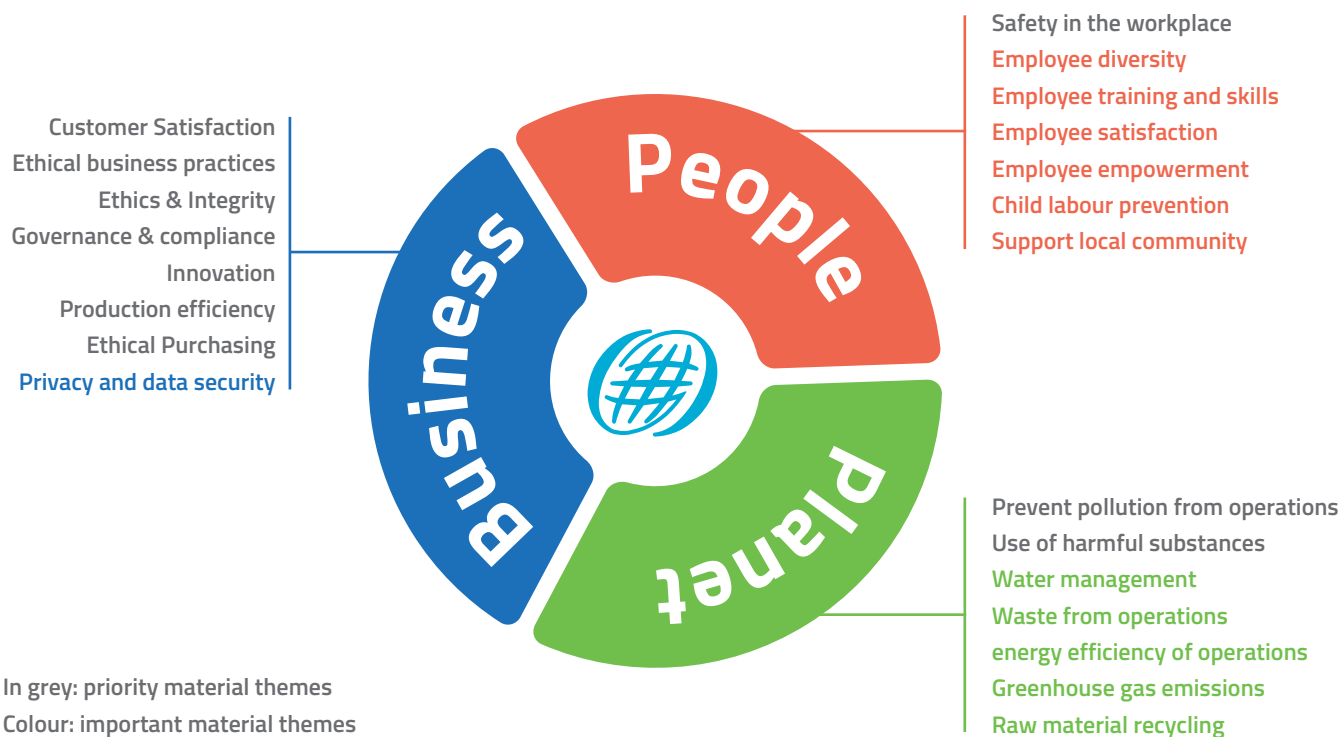 Safety in the workplace
Employee diversity
Employee training and skills
Employee satisfaction
Employee empowerment
Child labour prevention
Support local community
Customer Satisfaction
Ethical business practices
Ethics & Integrity
Governance & compliance
Innovation
Production efficiency
Ethical Purchasing
Privacy and data security
People
Business
Planet
Prevent pollution from operations
Use of harmful substances
Water management
Waste from operations
energy efficiency of operations
Greenhouse gas emissions
Raw material recycling
In grey: priority material themes
Colour: important material themes